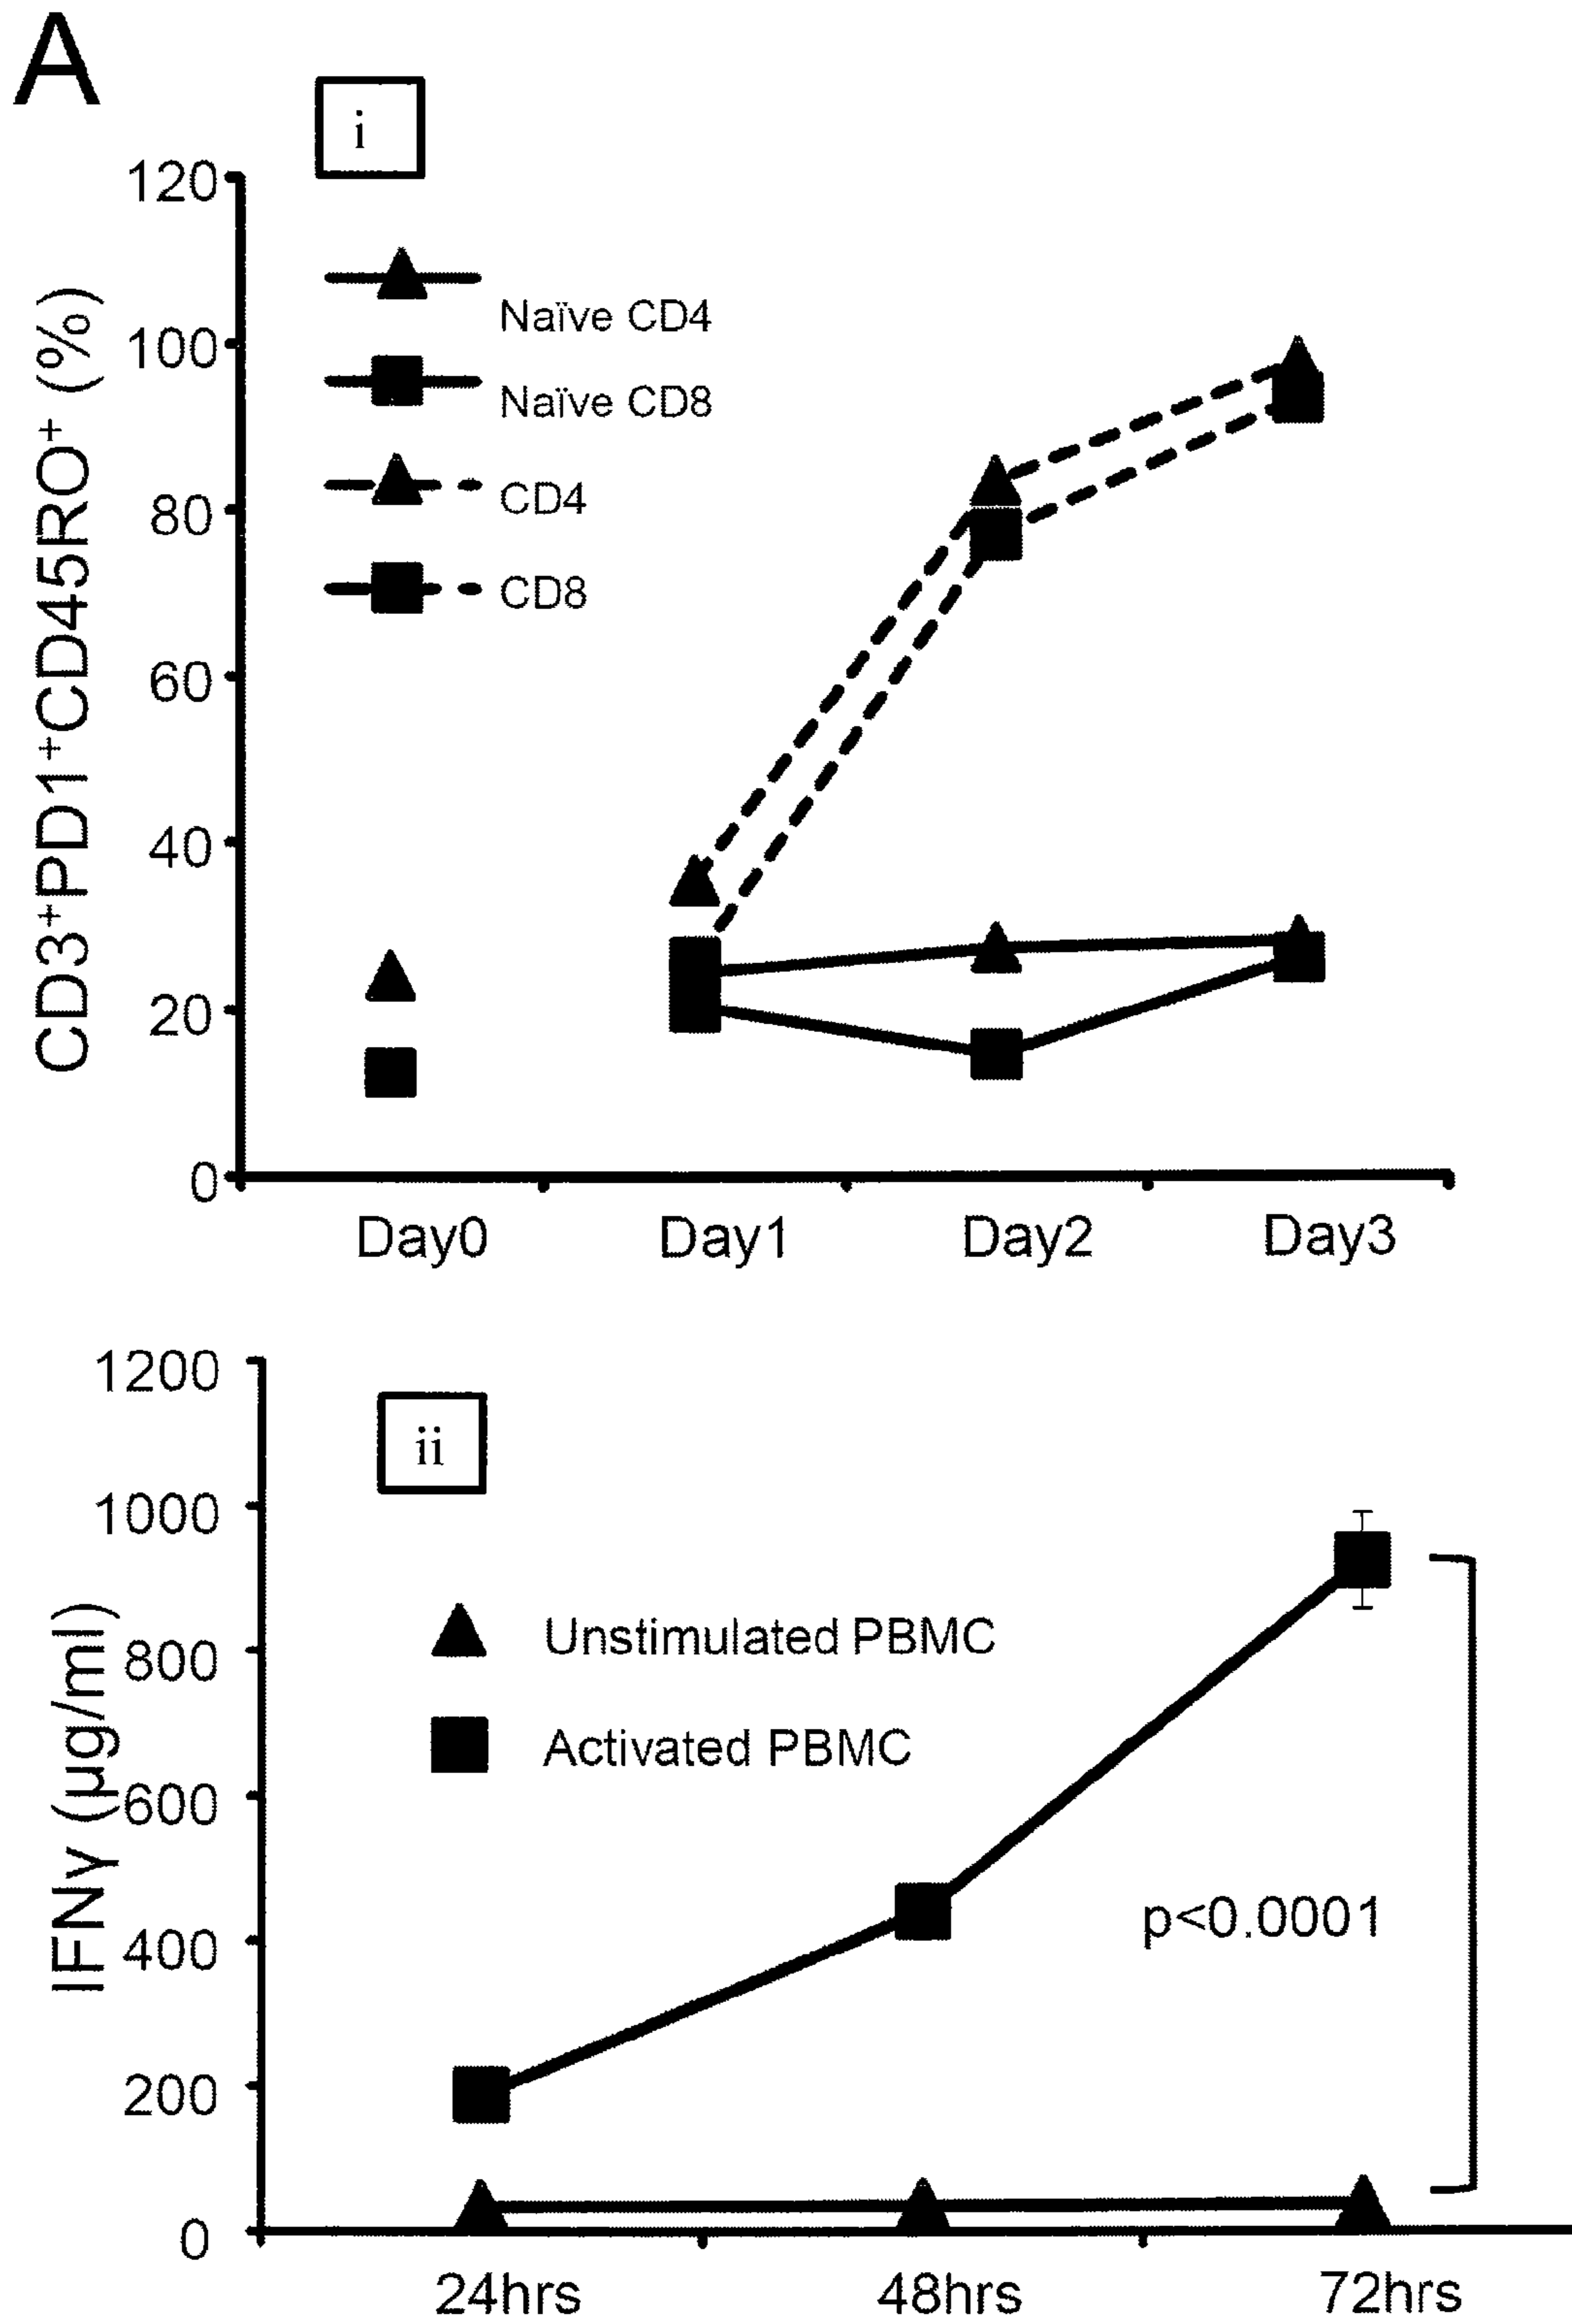 A
i
120
100
80
60
40
20
0
CD3⁺PD1⁺CD45RO⁺ (%)
Naïve CD4
Naïve CD8
CD4
CD8
Day0 Day1 Day2 Day3
ii
1200
1000
800
600
400
200
0
IFNγ (µg/ml)
Unstimulated PBMC
Activated PBMC
p<0.0001
24hrs 48hrs 72hrs